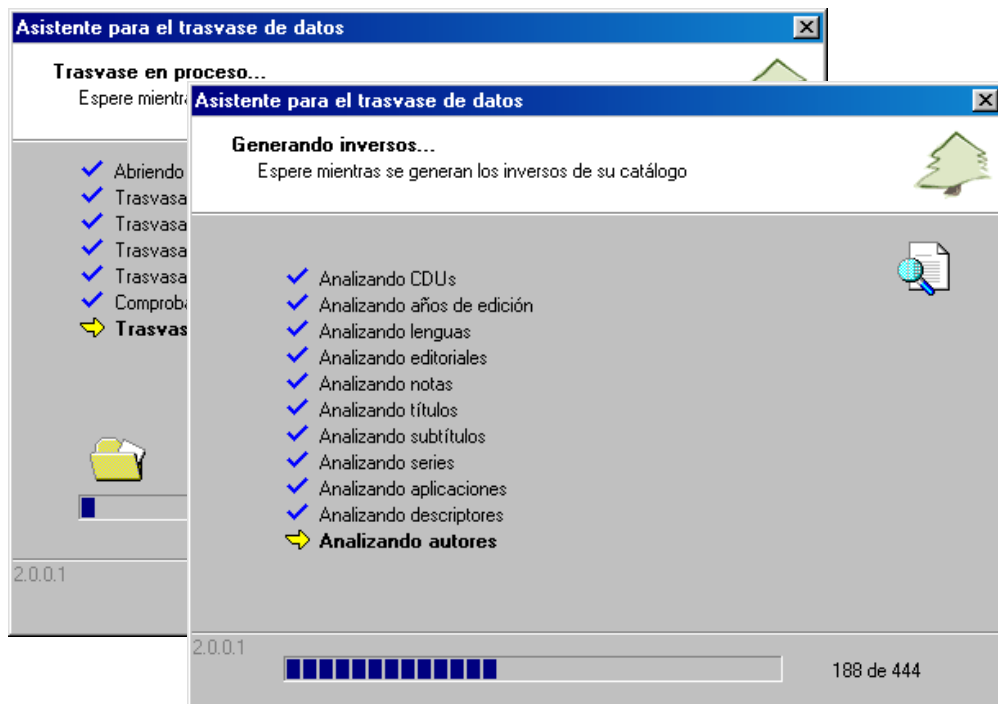 Asistente para el trasvase de datos
Trasvase en proceso...
Espere
Abriendo
Trasvasa
Trasvasa
Trasvasa
Trasvasa
Comproba
Trasvas
2.0.0.1
Asistente para el trasvase de datos
Generando inversos...
Espere mientras se generan los inversos de su catálogo
Analizando CDUs
Analizando años de edición
Analizando lenguas
Analizando editoriales
Analizando notas
Analizando títulos
Analizando subtítulos
Analizando series
Analizando aplicaciones
Analizando descriptores
Analizando autores
2.0.0.1
188 de 444